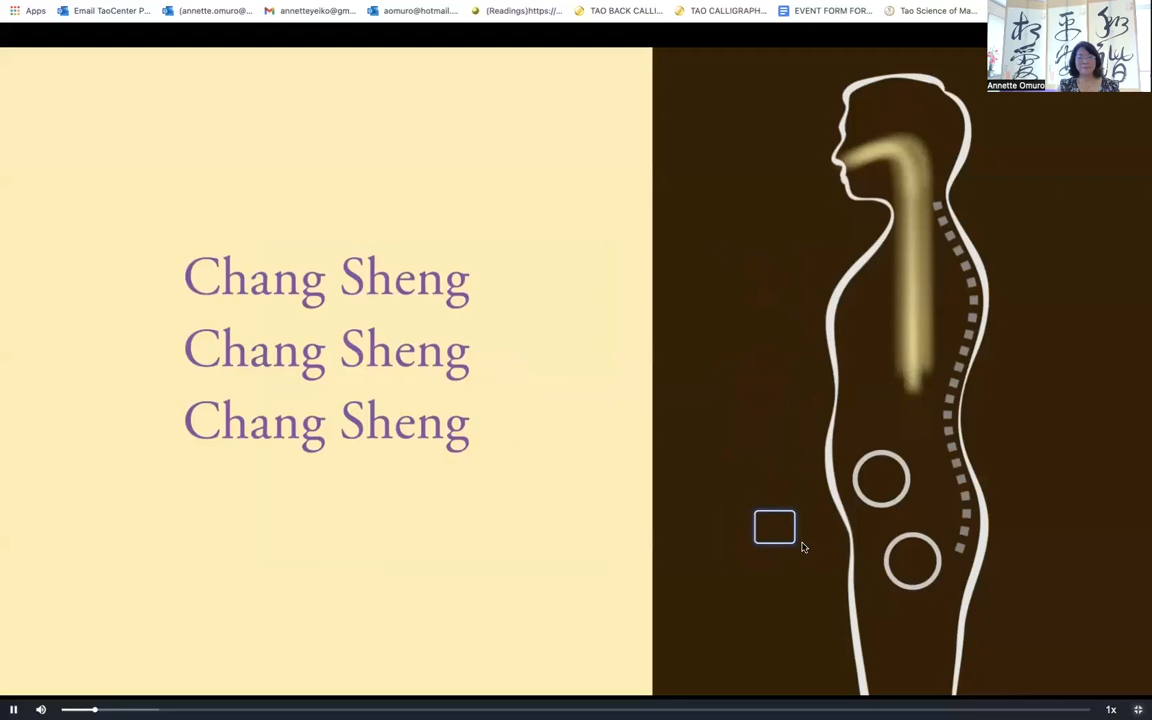 Apps Email TaoCenter P... (annette.omuro@... annetteyeiko@gm... aomuro@hotmail.... (Readings)https://... TAO BACK CALLI... TAO CALLIGRAPH... EVENT FORM FOR... Tao Science of Ma...
Annette Omuro
Chang Sheng
Chang Sheng
Chang Sheng
1x